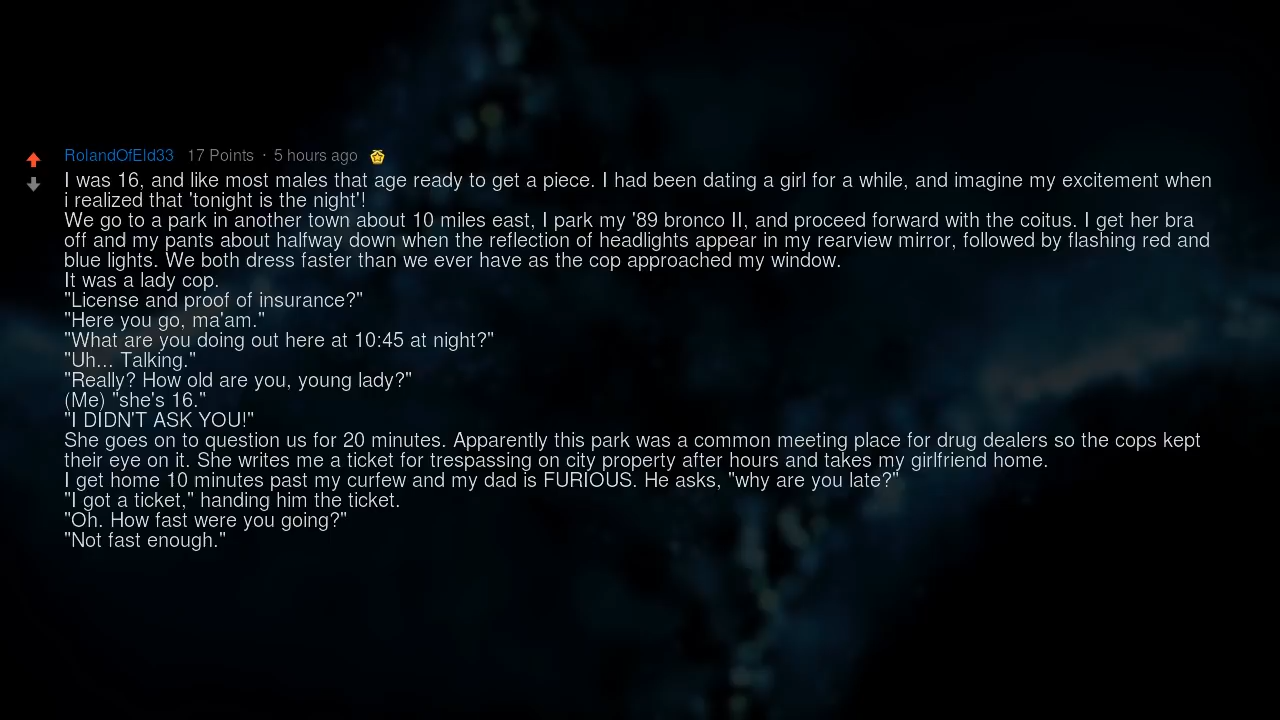 RolandOfEld33 17 Points · 5 hours ago
I was 16, and like most males that age ready to get a piece. I had been dating a girl for a while, and imagine my excitement when
i realized that 'tonight is the night'!
We go to a park in another town about 10 miles east, I park my '89 bronco II, and proceed forward with the coitus. I get her bra
off and my pants about halfway down when the reflection of headlights appear in my rearview mirror, followed by flashing red and
blue lights. We both dress faster than we ever have as the cop approached my window.
It was a lady cop.
"License and proof of insurance?"
"Here you go, ma'am."
"What are you doing out here at 10:45 at night?"
"Uh... Talking."
"Really? How old are you, young lady?"
(Me) "she's 16."
"I DIDN'T ASK YOU!"
She goes on to question us for 20 minutes. Apparently this park was a common meeting place for drug dealers so the cops kept
their eye on it. She writes me a ticket for trespassing on city property after hours and takes my girlfriend home.
I get home 10 minutes past my curfew and my dad is FURIOUS. He asks, "why are you late?"
"I got a ticket," handing him the ticket.
"Oh. How fast were you going?"
"Not fast enough."